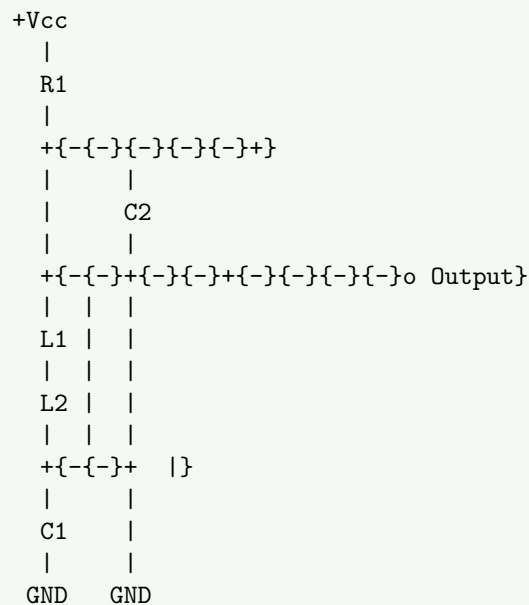 +Vcc
  |
  R1
  |
  +{-{-}{-}{-}{-}+}
  |     |
  |     C2
  |     |
  +{-{-}+{-}{-}+{-}{-}{-}{-}o Output}
  |  |  |
  L1 |  |
  |  |  |
  L2 |  |
  |  |  |
  +{-{-}+  |}
  |     |
  C1    |
  |     |
 GND   GND